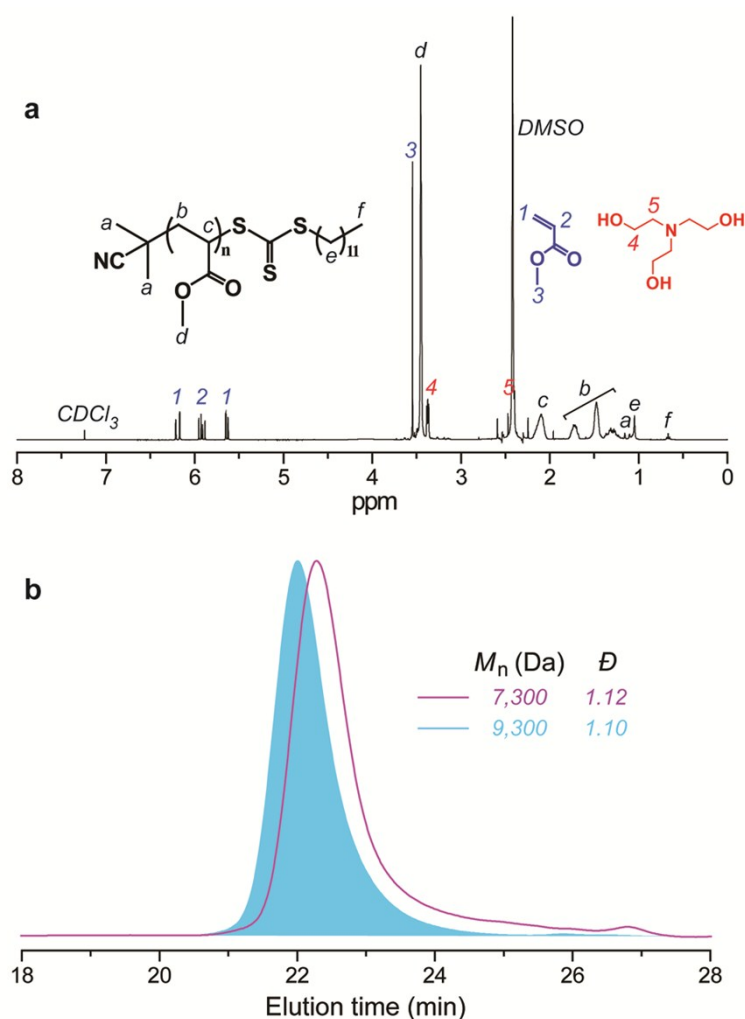 a
d
DMSO
3
a
b
c
S
S
f
n
e
11
NC
S
a
O
O
d
1
2
O
O
3
HO
5
OH
4
N
OH
CDCl3
1
2
1
4
5
c
b
a
e
f
8 7 6 5 4 3 2 1 0
ppm
b
Mn (Da) Đ
7,300 1.12
9,300 1.10
18 20 22 24 26 28
Elution time (min)